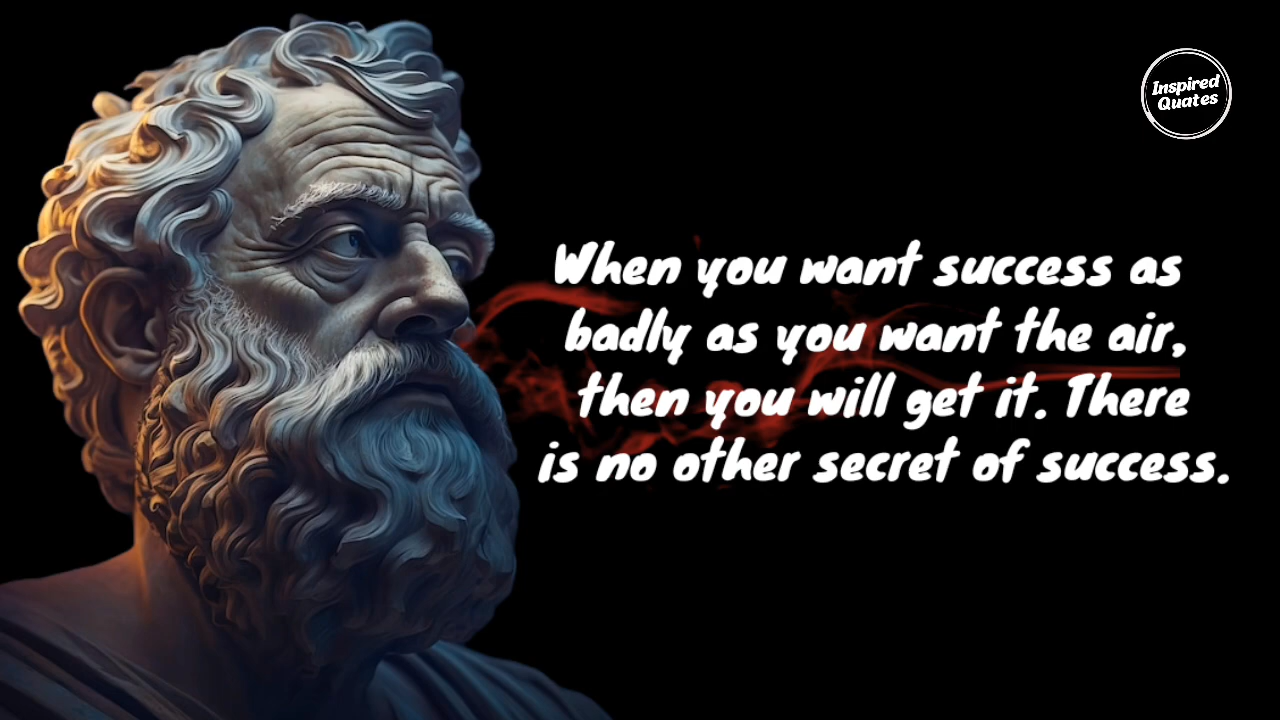 Inspired
Quates
When you want success as
badly as you want the air,
then you will get it. There
is no other secret of success.